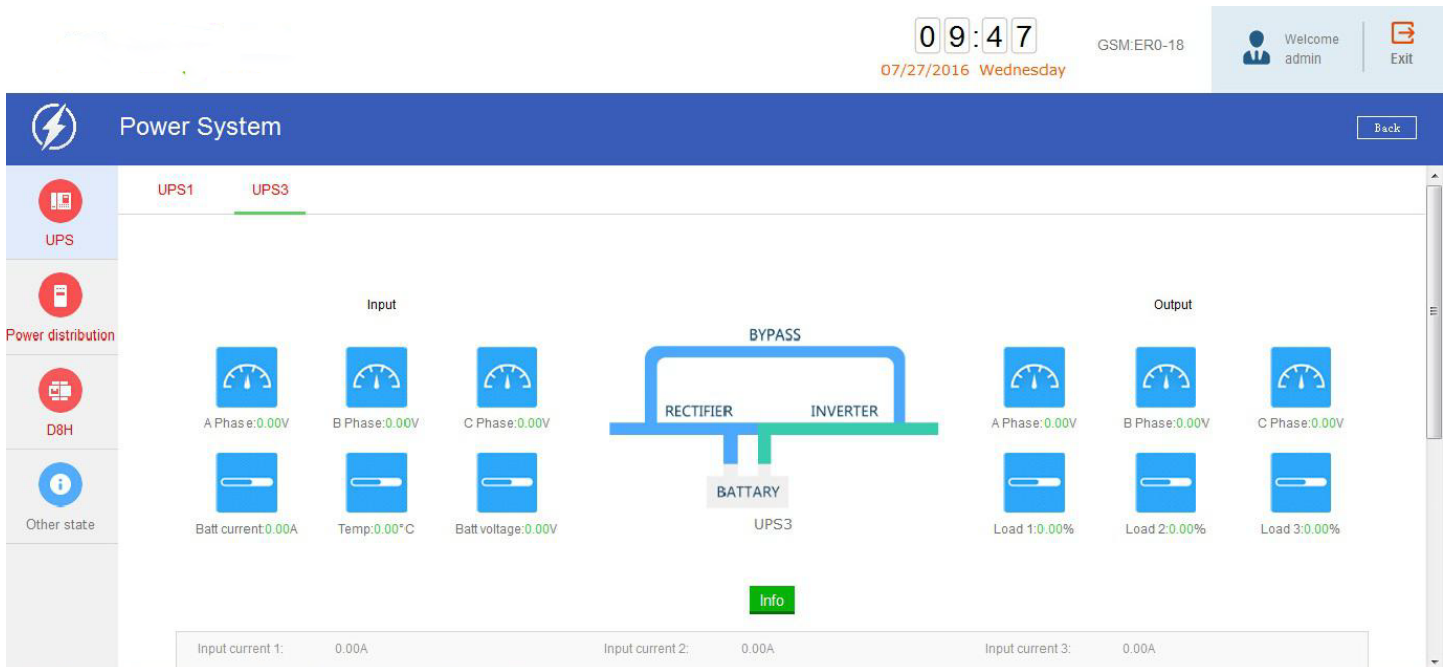 09:47
07/27/2016 Wednesday
GSM:ER0-18
Welcome
admin
Exit
Power System
Back
UPS1 UPS3
UPS
Power distribution
D8H
Other state
Input
A Phase:0.00V B Phase:0.00V C Phase:0.00V
Batt current:0.00A Temp:0.00°C Batt voltage:0.00V
BYPASS
RECTIFIER INVERTER
BATTARY
UPS3
Output
A Phase:0.00V B Phase:0.00V C Phase:0.00V
Load 1:0.00% Load 2:0.00% Load 3:0.00%
Info
Input current 1: 0.00A Input current 2: 0.00A Input current 3: 0.00A